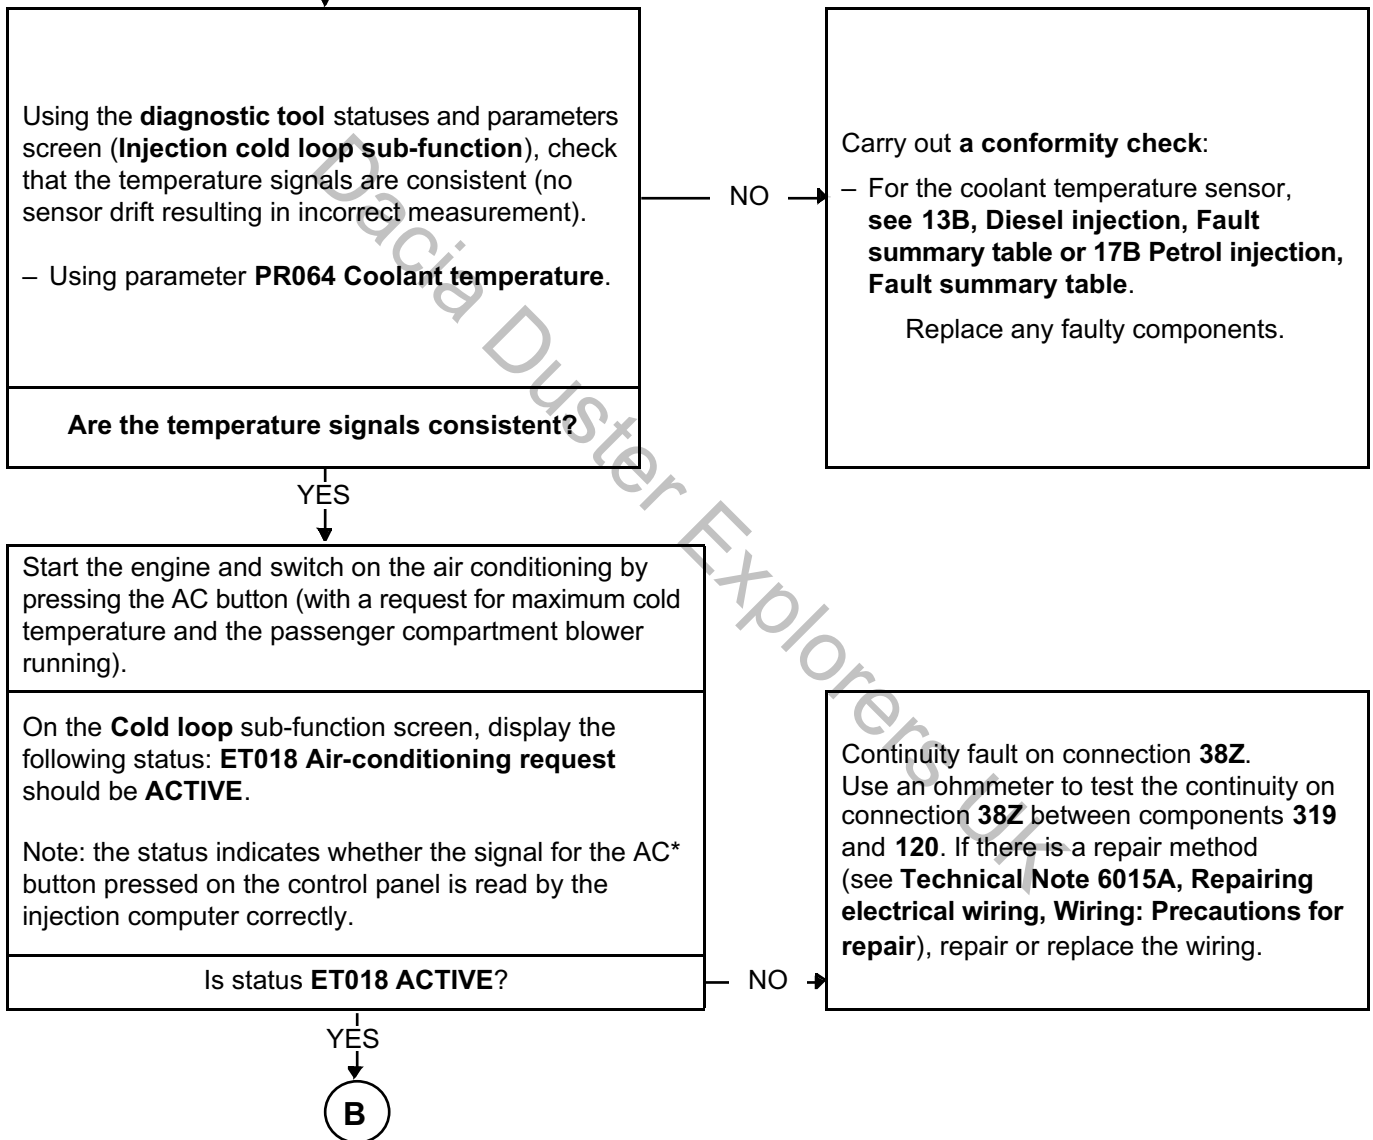 Using the diagnostic tool statuses and parameters
screen (Injection cold loop sub-function), check
that the temperature signals are consistent (no
sensor drift resulting in incorrect measurement).
– Using parameter PR064 Coolant temperature.
Are the temperature signals consistent?
NO
Carry out a conformity check:
– For the coolant temperature sensor,
see 13B, Diesel injection, Fault
summary table or 17B Petrol injection,
Fault summary table.
Replace any faulty components.
YES
Start the engine and switch on the air conditioning by
pressing the AC button (with a request for maximum cold
temperature and the passenger compartment blower
running).
On the Cold loop sub-function screen, display the
following status: ET018 Air-conditioning request
should be ACTIVE.
Note: the status indicates whether the signal for the AC*
button pressed on the control panel is read by the
injection computer correctly.
Is status ET018 ACTIVE?
NO
Continuity fault on connection 38Z.
Use an ohmmeter to test the continuity on
connection 38Z between components 319
and 120. If there is a repair method
(see Technical Note 6015A, Repairing
electrical wiring, Wiring: Precautions for
repair), repair or replace the wiring.
YES
B
Dacia Duster Explorers UK